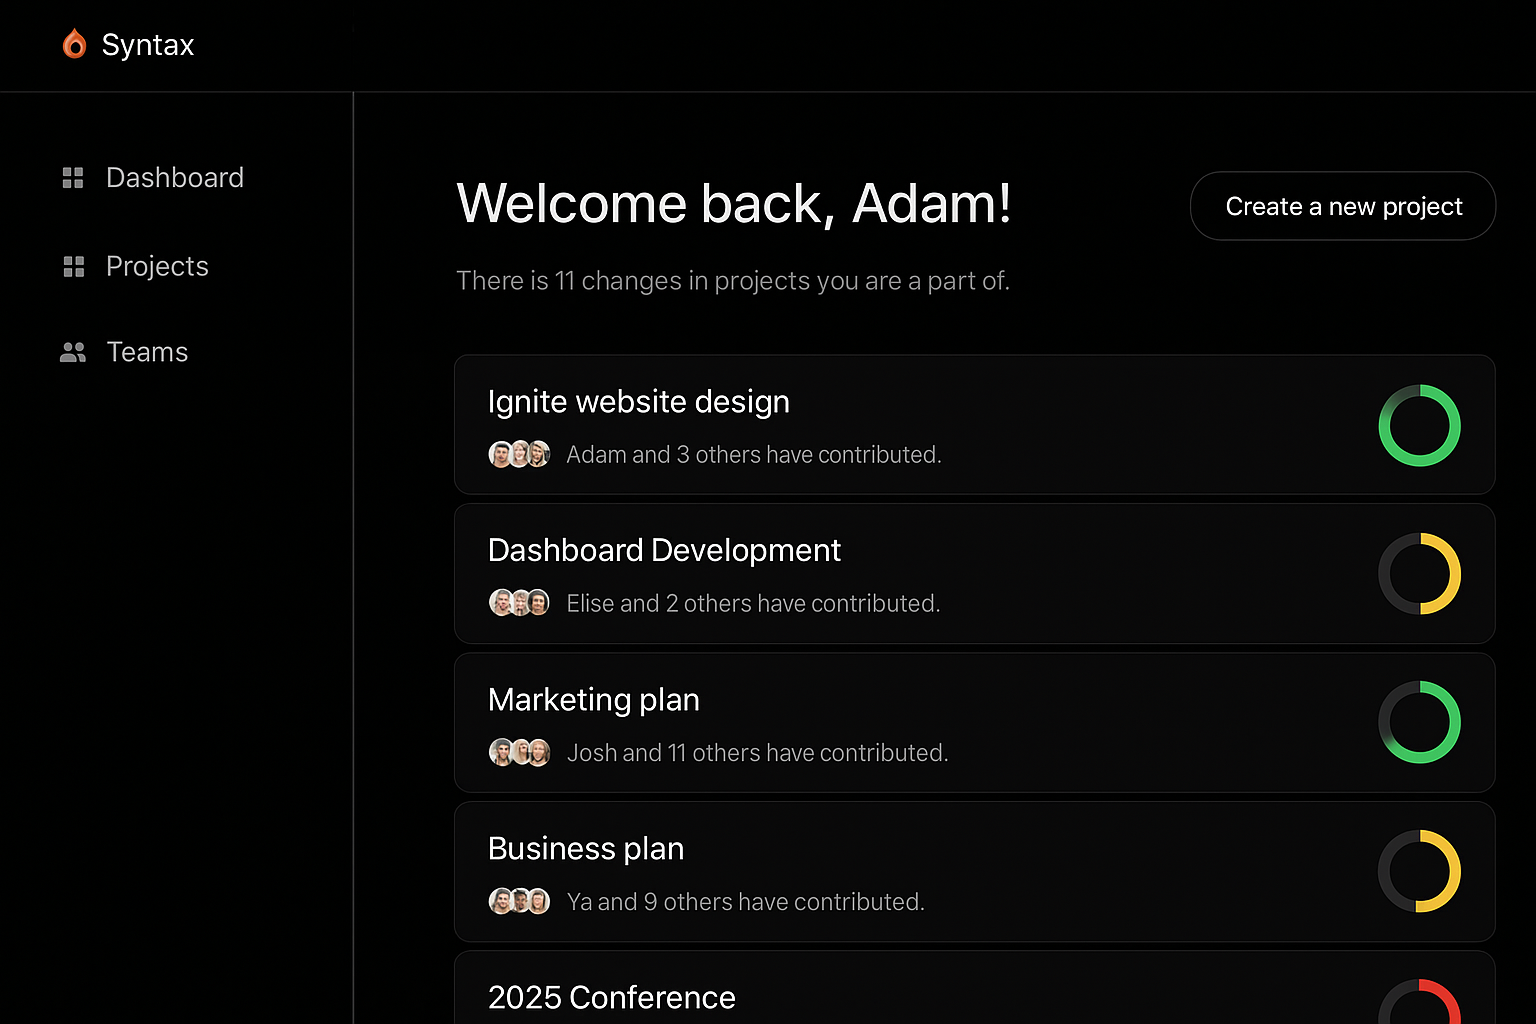 Syntax
Dashboard
Projects
Teams
Welcome back, Adam!
Create a new project
There is 11 changes in projects you are a part of.
Ignite website design
Adam and 3 others have contributed.
Dashboard Development
Elise and 2 others have contributed.
Marketing plan
Josh and 11 others have contributed.
Business plan
Ya and 9 others have contributed.
2025 Conference